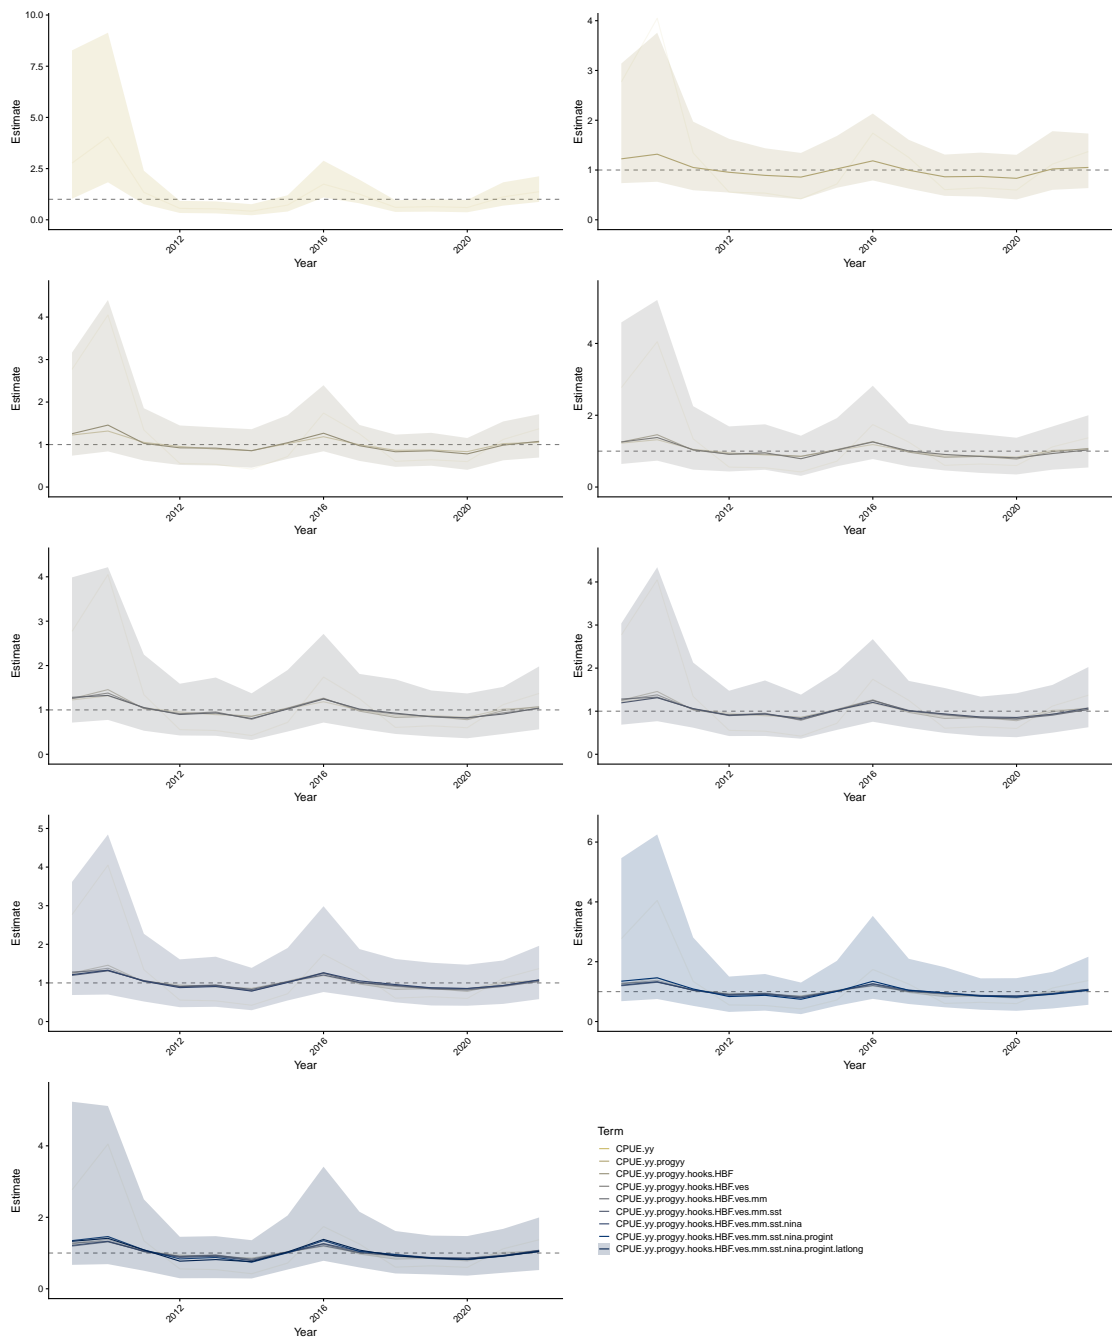 10.0
7.5
5.0
2.5
0.0
Estimate
2012
2016
2020
Year
4
3
2
1
0
Estimate
2012
2016
2020
Year
4
3
2
1
0
Estimate
2012
2016
2020
Year
4
2
0
Estimate
2012
2016
2020
Year
4
3
2
1
0
Estimate
2012
2016
2020
Year
4
3
2
1
0
Estimate
2012
2016
2020
Year
5
4
3
2
1
0
Estimate
2012
2016
2020
Year
6
4
2
0
Estimate
2012
2016
2020
Year
4
2
0
Estimate
2012
2016
2020
Year
Term
CPUE.yy
CPUE.yy.progyy
CPUE.yy.progyy.hooks.HBF
CPUE.yy.progyy.hooks.HBF.ves
CPUE.yy.progyy.hooks.HBF.ves.mm
CPUE.yy.progyy.hooks.HBF.ves.mm.sst
CPUE.yy.progyy.hooks.HBF.ves.mm.sst.nina
CPUE.yy.progyy.hooks.HBF.ves.mm.sst.nina.progint
CPUE.yy.progyy.hooks.HBF.ves.mm.sst.nina.progint.latlong